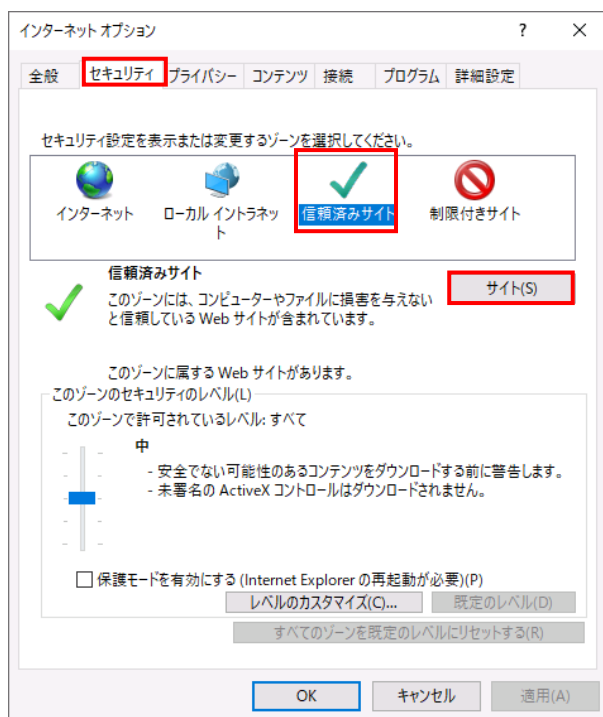 インターネット オプション
?
×
全般 セキュリティ プライバシー コンテンツ 接続 プログラム 詳細設定
セキュリティ設定を表示または変更するゾーンを選択してください。
インターネット ローカル イントラネッ 信頼済みサイト 制限付きサイト
ト
信頼済みサイト
サイト(S)
このゾーンには、コンピューターやファイルに損害を与えない
と信頼している Web サイトが含まれています。
このゾーンに属する Web サイトがあります。
このゾーンのセキュリティのレベル(L)
このゾーンで許可されているレベル: すべて
中
- 安全でない可能性のあるコンテンツをダウンロードする前に警告します。
- 未署名の ActiveX コントロールはダウンロードされません。
保護モードを有効にする (Internet Explorer の再起動が必要)(P)
レベルのカスタマイズ(C)... 既定のレベル(D)
すべてのゾーンを既定のレベルにリセットする(R)
OK キャンセル 適用(A)